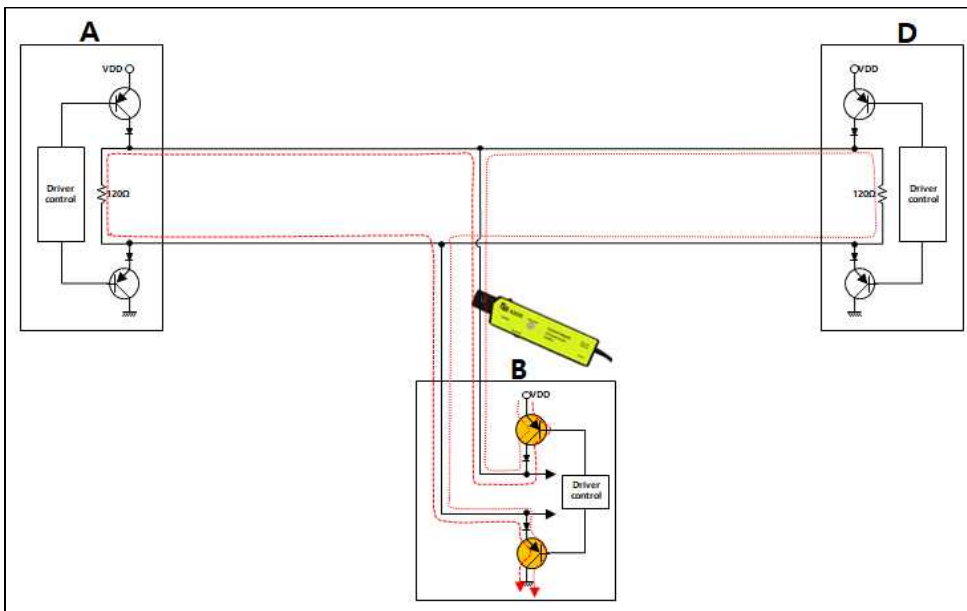 A
D
VDD
VDD
Driver
control
120Ω
120Ω
Driver
control
B
VDD
Driver
control